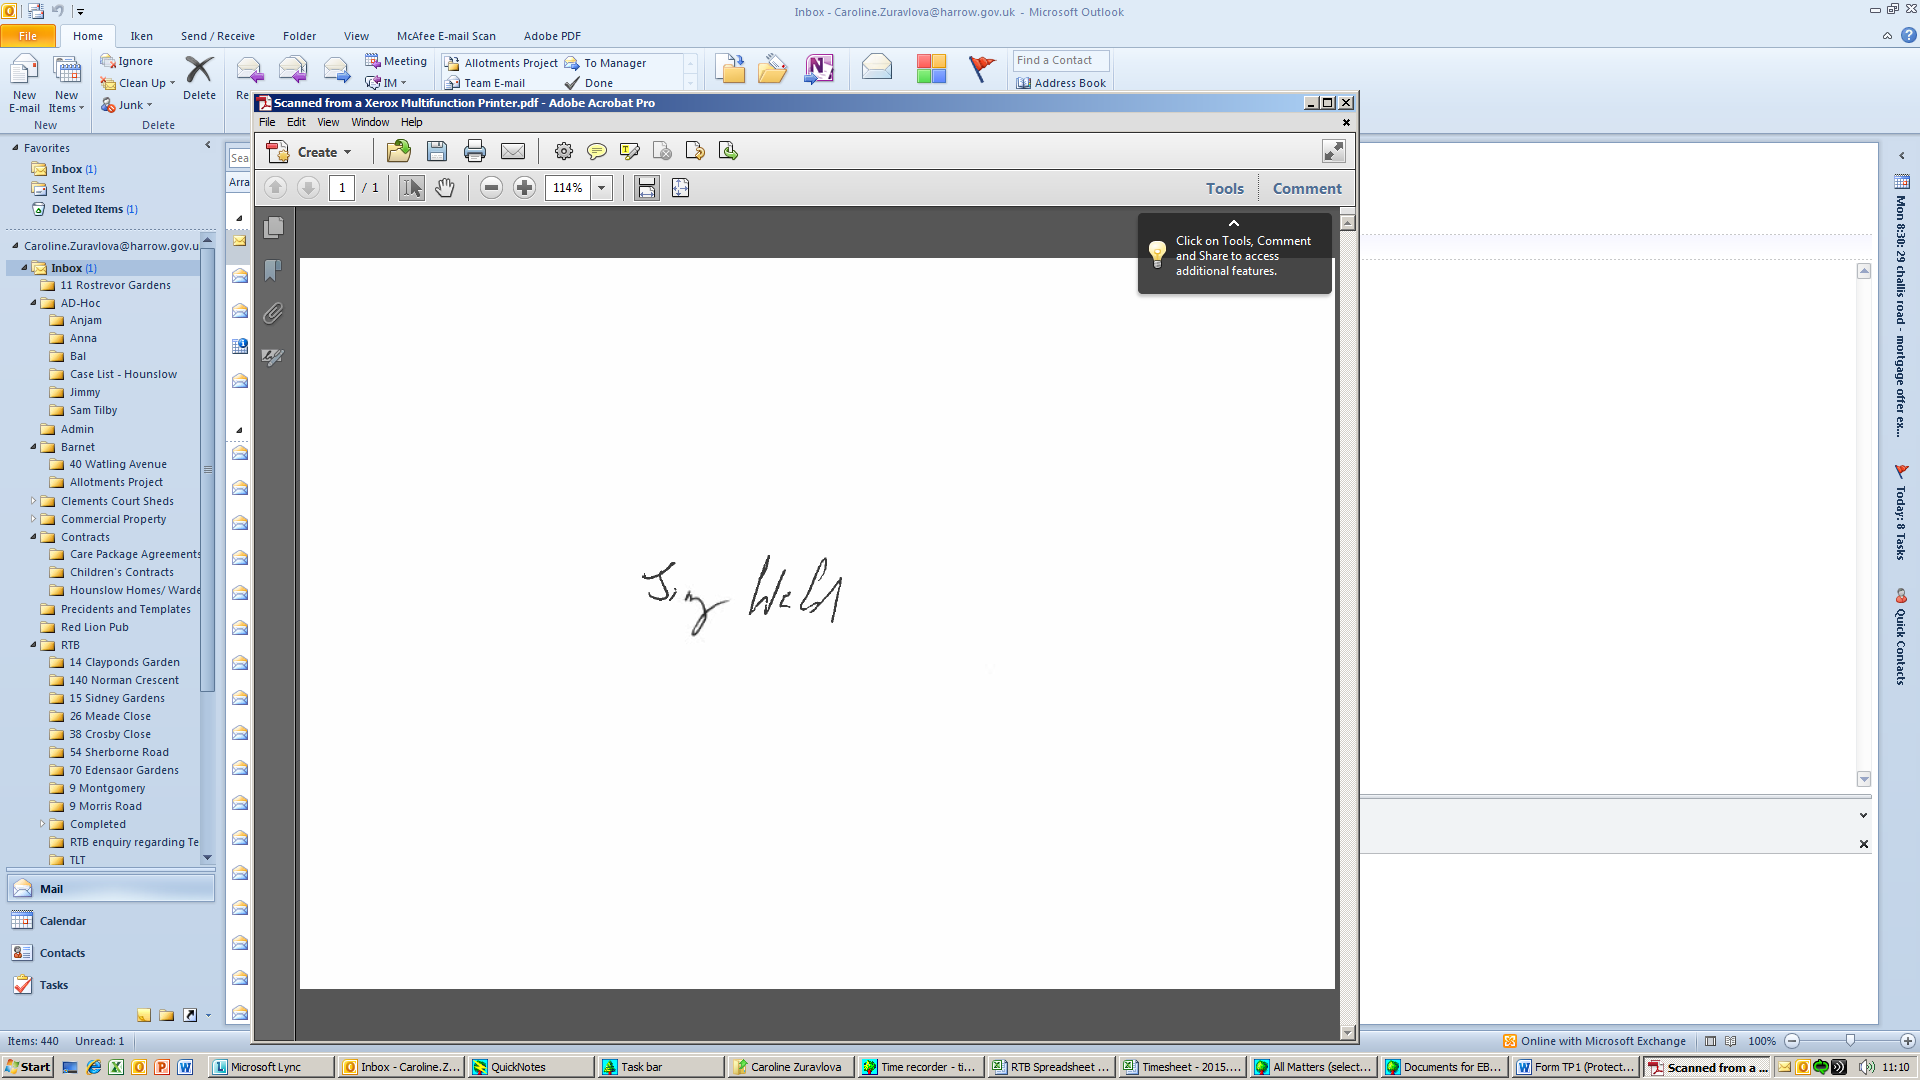 Inbox - Caroline.Zuravlova@harrow.gov.uk - Microsoft Outlook
File Home Iken Send / Receive Folder View McAfee E-mail Scan Adobe PDF
New E-mail
New Items
Ignore
Clean Up
Junk
Delete
Re
Meeting
IM
Allotments Project
Team E-mail
To Manager
Done
Find a Contact
Address Book
New
Delete
Scanned from a Xerox Multifunction Printer.pdf - Adobe Acrobat Pro
File Edit View Window Help
Create
1 / 1
114%
Tools
Comment
Click on Tools, Comment
and Share to access
additional features.
Favorites
Inbox (1)
Sent Items
Deleted Items (1)
Sea
Arra
Caroline.Zuravlova@harrow.gov.u
Inbox (1)
11 Rostrevor Gardens
AD-Hoc
Anjam
Anna
Bal
Case List - Hounslow
Jimmy
Sam Tilby
Admin
Barnet
40 Watling Avenue
Allotments Project
Clements Court Sheds
Commercial Property
Contracts
Care Package Agreements
Children's Contracts
Hounslow Homes/ Warde
Precidents and Templates
Red Lion Pub
RTB
14 Clayponds Garden
140 Norman Crescent
15 Sidney Gardens
26 Meade Close
38 Crosby Close
54 Sherborne Road
70 Edensaor Gardens
9 Montgomery
9 Morris Road
Completed
RTB enquiry regarding Te
TLT
Mail
Calendar
Contacts
Tasks
Mon 8:30: 29 challis road - mortgage offer ex...
Today: 8 Tasks
Quick Contacts
Items: 440 Unread: 1
Online with Microsoft Exchange
100%
Start
Microsoft Lync
Inbox - Caroline.Z...
QuickNotes
Task bar
Caroline Zuravlova
Time recorder - ti...
RTB Spreadsheet ...
Timesheet - 2015....
All Matters (select...
Documents for EB...
Form TP1 (Protect...
Scanned from a ...
11:10